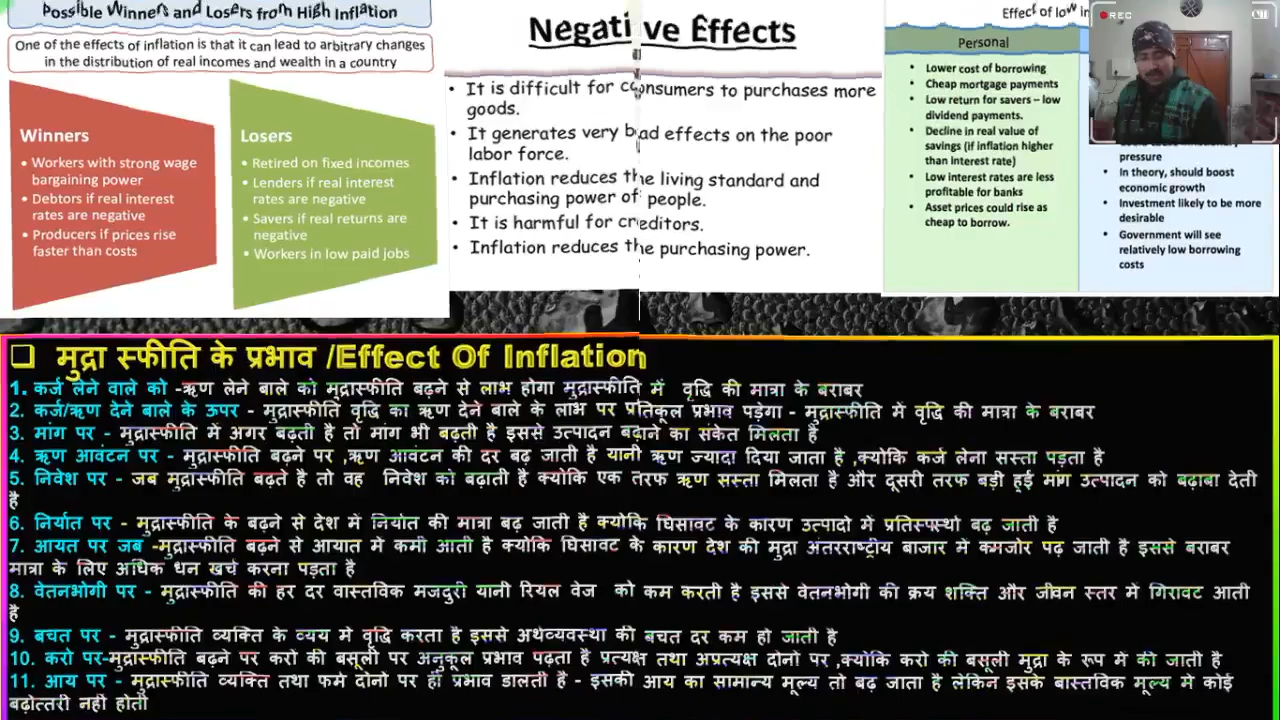 Possible Winners and Losers from High Inflation
One of the effects of inflation is that it can lead to arbitrary changes
in the distribution of real incomes and wealth in a country
Winners
• Workers with strong wage
bargaining power
• Debtors if real interest
rates are negative
• Producers if prices rise
faster than costs
Losers
• Retired on fixed incomes
• Lenders if real interest
rates are negative
• Savers if real returns are
negative
• Workers in low paid jobs
Negative Effects
• It is difficult for consumers to purchases more
goods.
• It generates very bad effects on the poor
labor force.
• Inflation reduces the living standard and
purchasing power of people.
• It is harmful for creditors.
• Inflation reduces the purchasing power.
Effect of low
Personal
• Lower cost of borrowing
• Cheap mortgage payments
• Low return for savers – low
dividend payments.
• Decline in real value of
savings (if inflation higher
than interest rate)
• Low interest rates are less
profitable for banks
• Asset prices could rise as
cheap to borrow.
pressure
• In theory, should boost
economic growth
• Investment likely to be more
desirable
• Government will see
relatively low borrowing
costs
REC
❑ मुद्रा स्फीति के प्रभाव /Effect Of Inflation
1. कर्ज लेने वाले को -ऋण लेने बाले को मुद्रास्फीति बढ़ने से लाभ होगा मुद्रास्फीति में वृद्धि की मात्रा के बराबर
2. कर्ज/ऋण देने बाले के ऊपर - मुद्रास्फीति वृद्धि का ऋण देने बाले के लाभ पर प्रतिकूल प्रभाव पड़ेगा - मुद्रास्फीति में वृद्धि की मात्रा के बराबर
3. मांग पर - मुद्रास्फीति में अगर बढ़ती है तो मांग भी बढ़ती है इससे उत्पादन बढ़ाने का संकेत मिलता है
4. ऋण आवंटन पर - मुद्रास्फीति बढ़ने पर ,ऋण आवंटन की दर बढ़ जाती है यानी ऋण ज्यादा दिया जाता है ,क्योकि कर्ज लेना सस्ता पड़ता है
5. निवेश पर - जब मुद्रास्फीति बढ़ते है तो वह निवेश को बढ़ाती है क्योकि एक तरफ ऋण सस्ता मिलता है और दूसरी तरफ बड़ी हुई मांग उत्पादन को बढ़ाबा देती
है
6. निर्यात पर - मुद्रास्फीति के बढ़ने से देश में निर्यात की मात्रा बढ़ जाती है क्योकि घिसावट के कारण उत्पादो में प्रतिस्पर्स्था बढ़ जाती है
7. आयत पर जब -मुद्रास्फीति बढ़ने से आयात में कमी आती है क्योकि घिसावट के कारण देश की मुद्रा अंतरराष्ट्रीय बाजार में कमजोर पढ़ जाती है इससे बराबर
मात्रा के लिए अधिक धन खर्च करना पड़ता है
8. वेतनभोगी पर - मुद्रास्फीति की हर दर वास्तविक मजदूरी यानी रियल वेज को कम करती है इससे वेतनभोगी की क्रय शक्ति और जीवन स्तर में गिरावट आती
है
9. बचत पर - मुद्रास्फीति व्यक्ति के व्यय में वृद्धि करता है इससे अर्थव्यवस्था की बचत दर कम हो जाती है
10. करो पर-मुद्रास्फीति बढ़ने पर करों की बसूली पर अनुकूल प्रभाव पढ़ता है प्रत्यक्ष तथा अप्रत्यक्ष दोनों पर ,क्योकि करों की बसूली मुद्रा के रूप में की जाती है
11. आय पर - मुद्रास्फीति व्यक्ति तथा फर्म दोनों पर ही प्रभाव डालती है - इसकी आय का सामान्य मूल्य तो बढ़ जाता है लेकिन इसके बास्तविक मूल्य में कोई
बढ़ोत्तरी नहीं होती